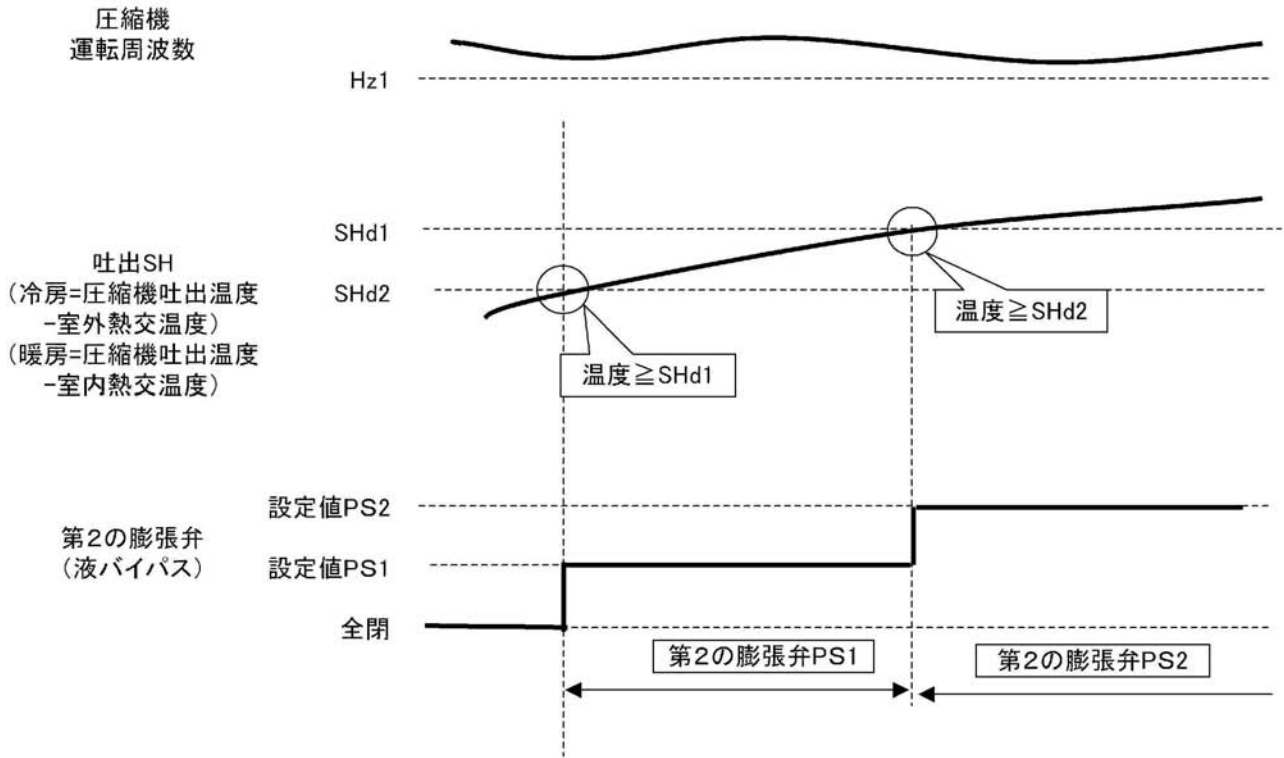 圧縮機
運転周波数
Hz1
SHd1
吐出SH
(冷房=圧縮機吐出温度
-室外熱交温度)
(暖房=圧縮機吐出温度
-室内熱交温度)
SHd2
温度≧SHd2
温度≧SHd1
設定値PS2
第2の膨張弁
(液バイパス)
設定値PS1
全閉
第2の膨張弁PS1
第2の膨張弁PS2